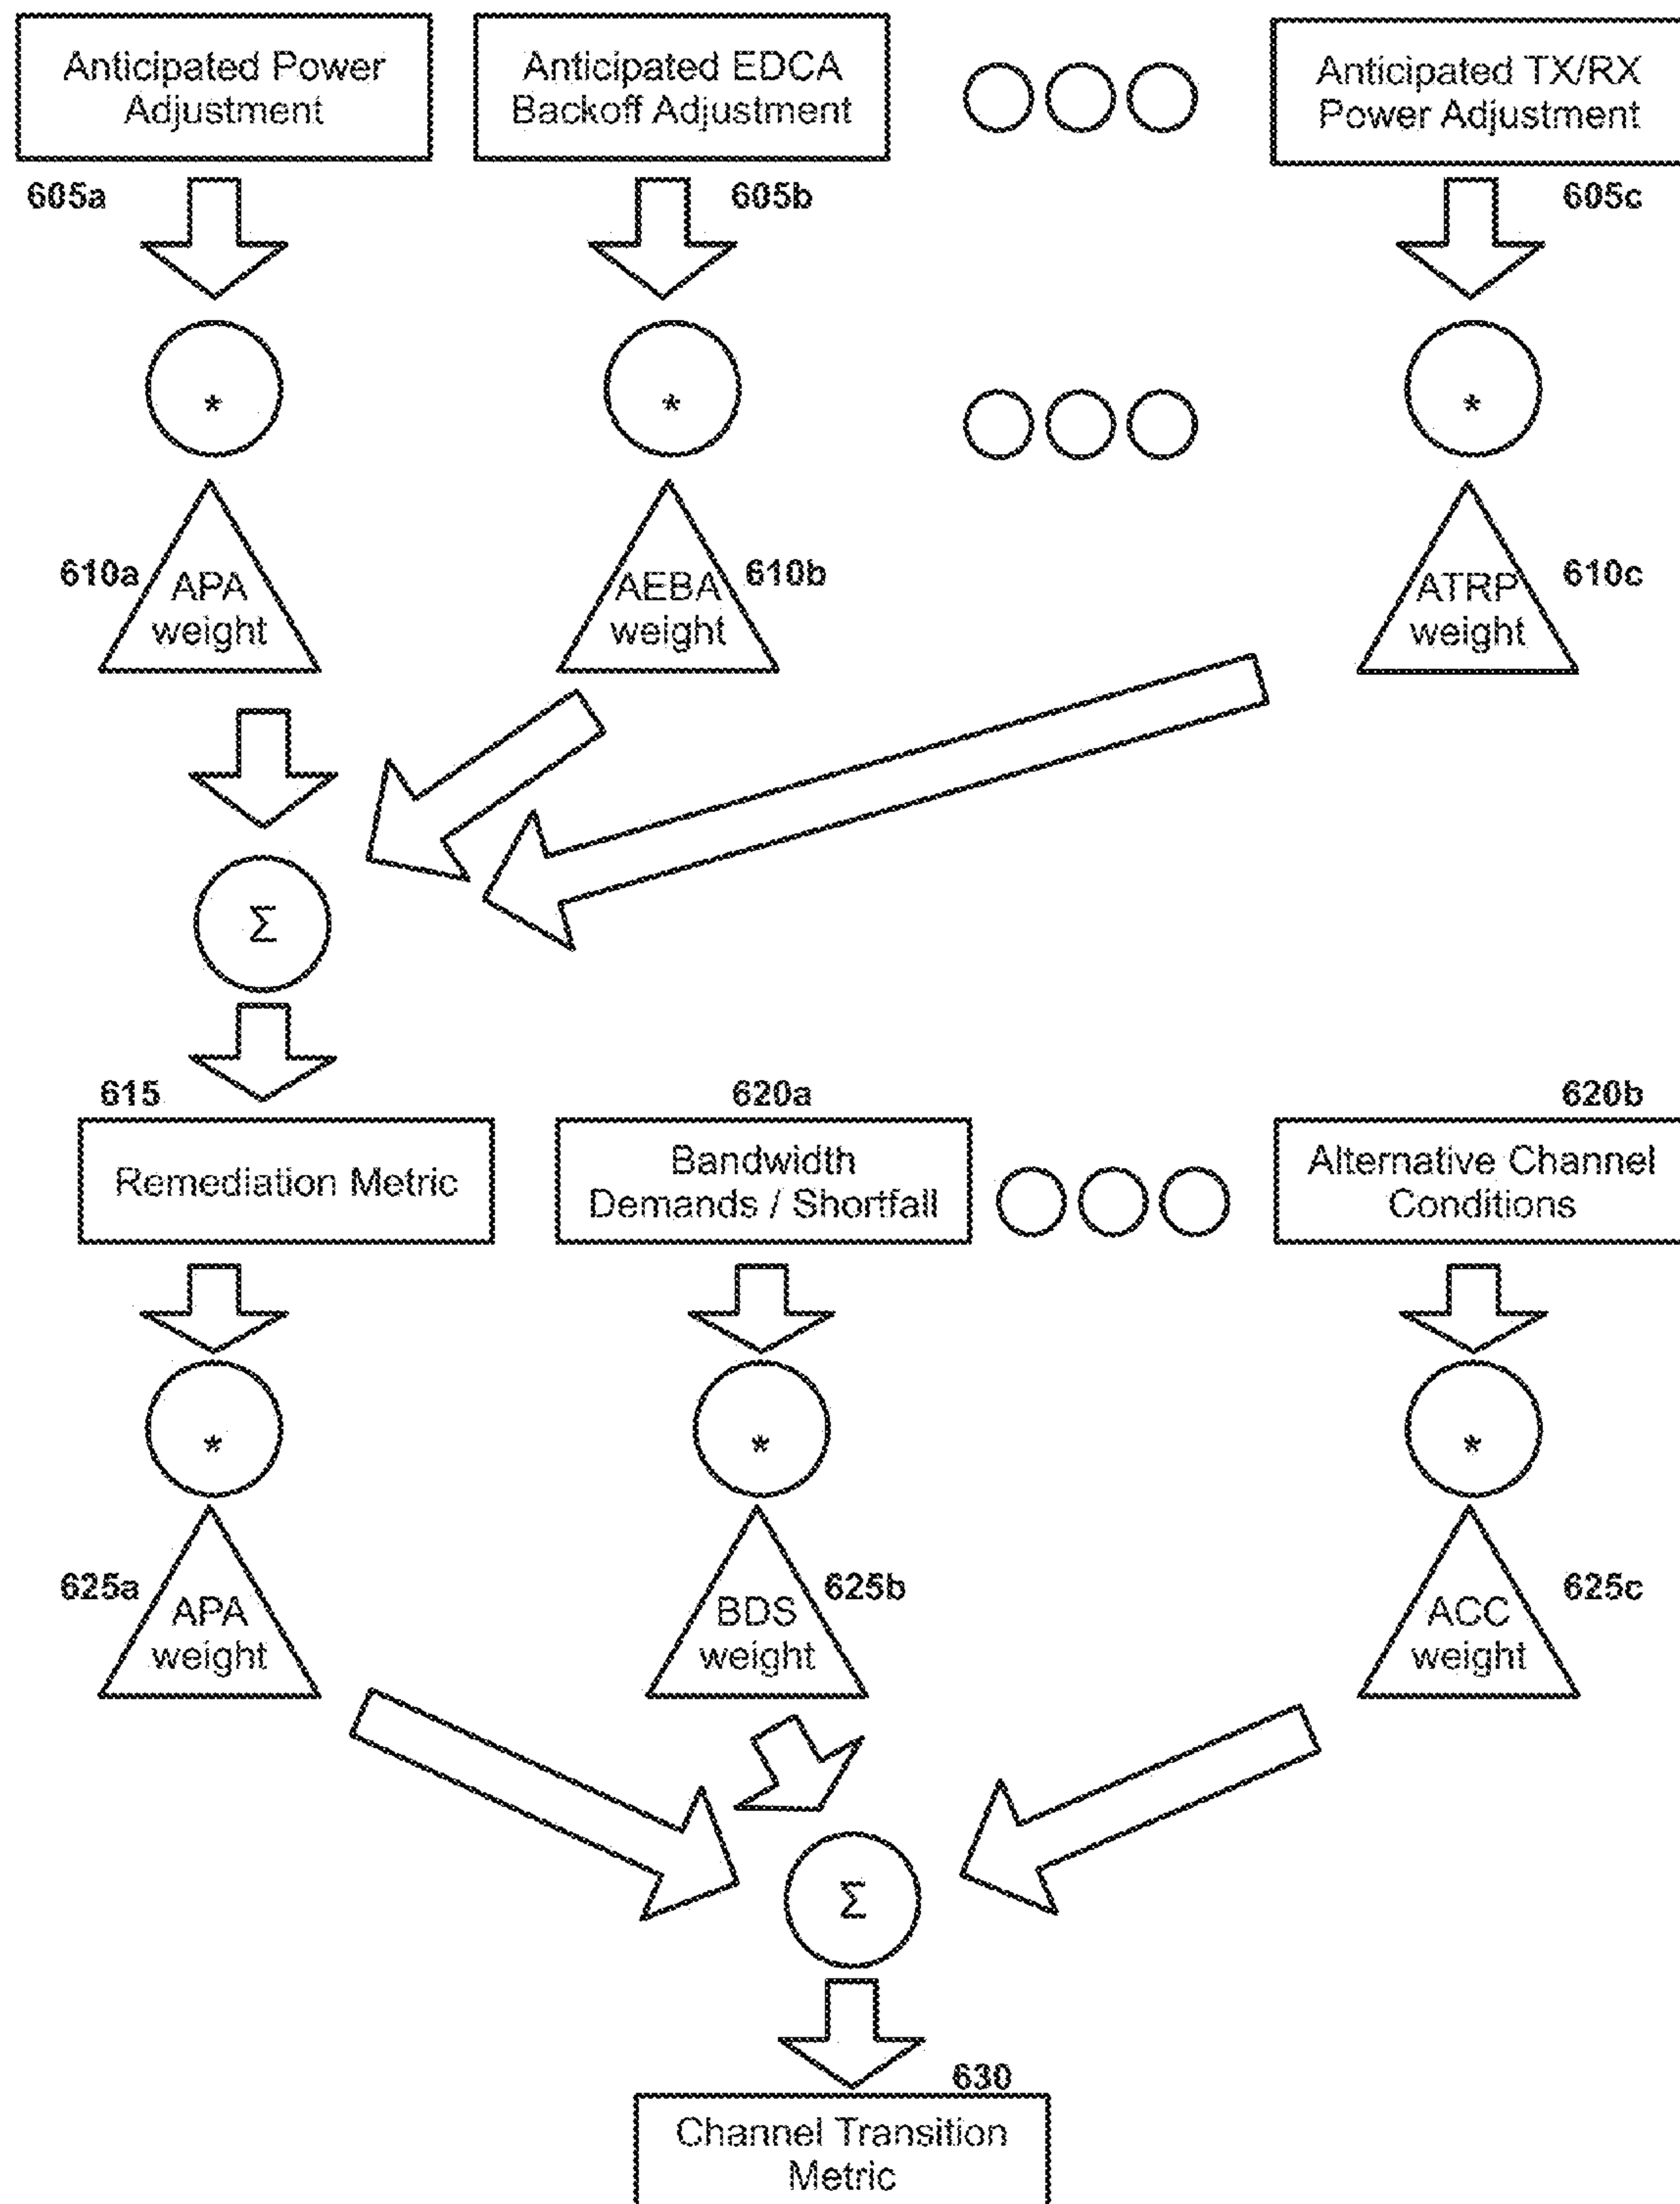 Anticipated Power
Adjustment
Anticipated EDCA
Backoff Adjustment
Anticipated TX/RX
Power Adjustment
605a
605b
605c
*
*
*
610a
APA
weight
AEBA
weight
610b
ATRP
weight
610c
Σ
615
620a
620b
Remediation Metric
Bandwidth
Demands / Shortfall
Alternative Channel
Conditions
*
*
*
625a
APA
weight
BDS
weight
625b
ACC
weight
625c
Σ
630
Channel Transition
Metric